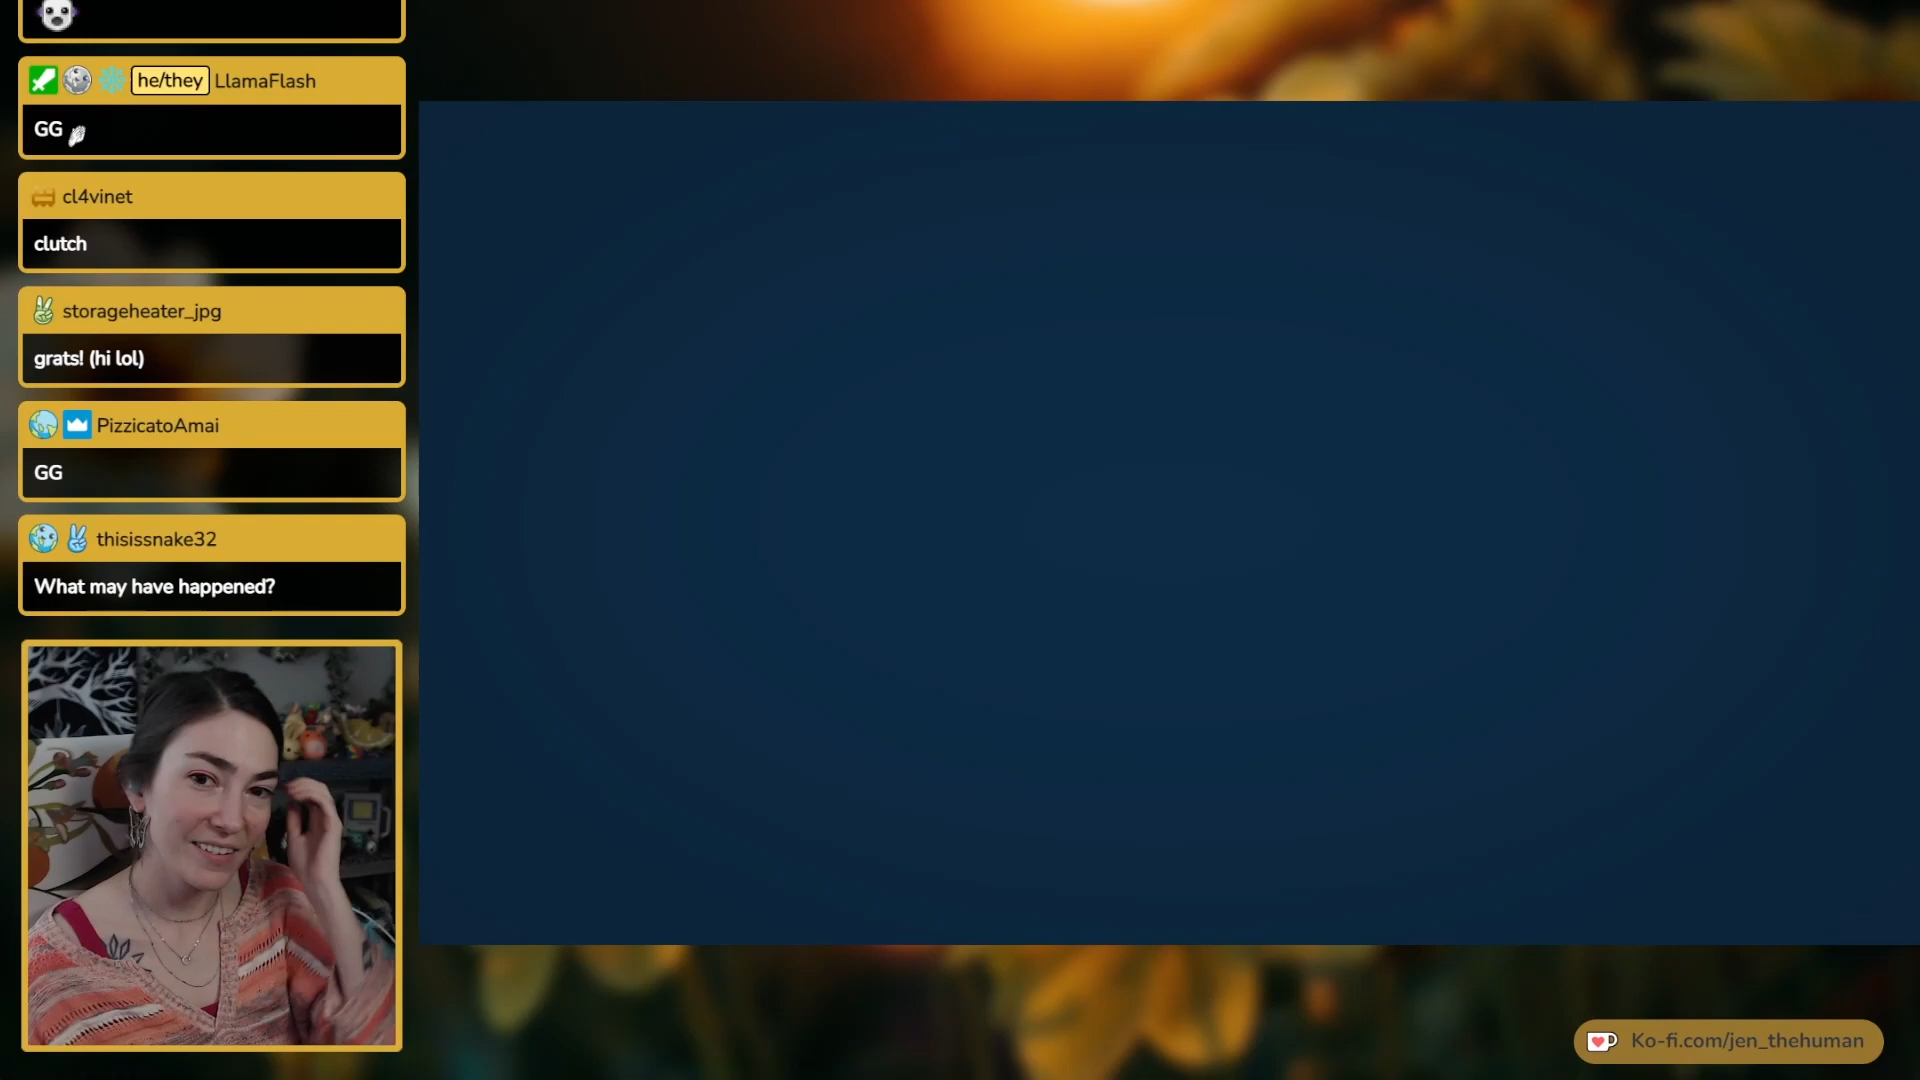 he/they LlamaFlash
GG
cl4vinet
clutch
storageheater_jpg
grats! (hi lol)
PizzicatoAmai
GG
thisissnake32
What may have happened?
Ko-fi.com/jen_thehuman